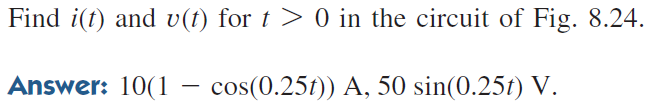 Find i(t) and v(t) for t > 0 in the circuit of Fig. 8.24.
Answer: 10(1 − cos(0.25t)) A, 50 sin(0.25t) V.